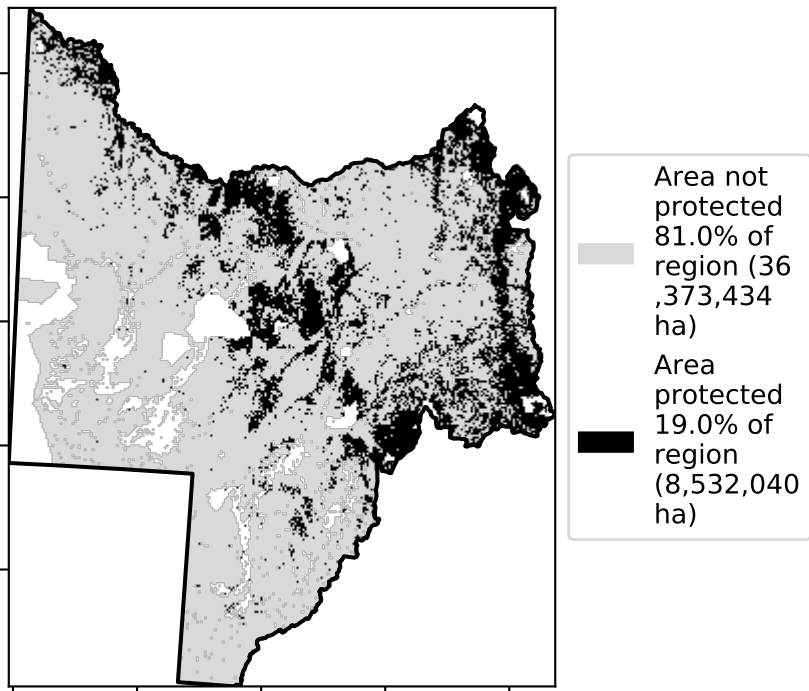 Area not
protected
81.0% of
region (36
,373,434
ha)
Area
protected
19.0% of
region
(8,532,040
ha)